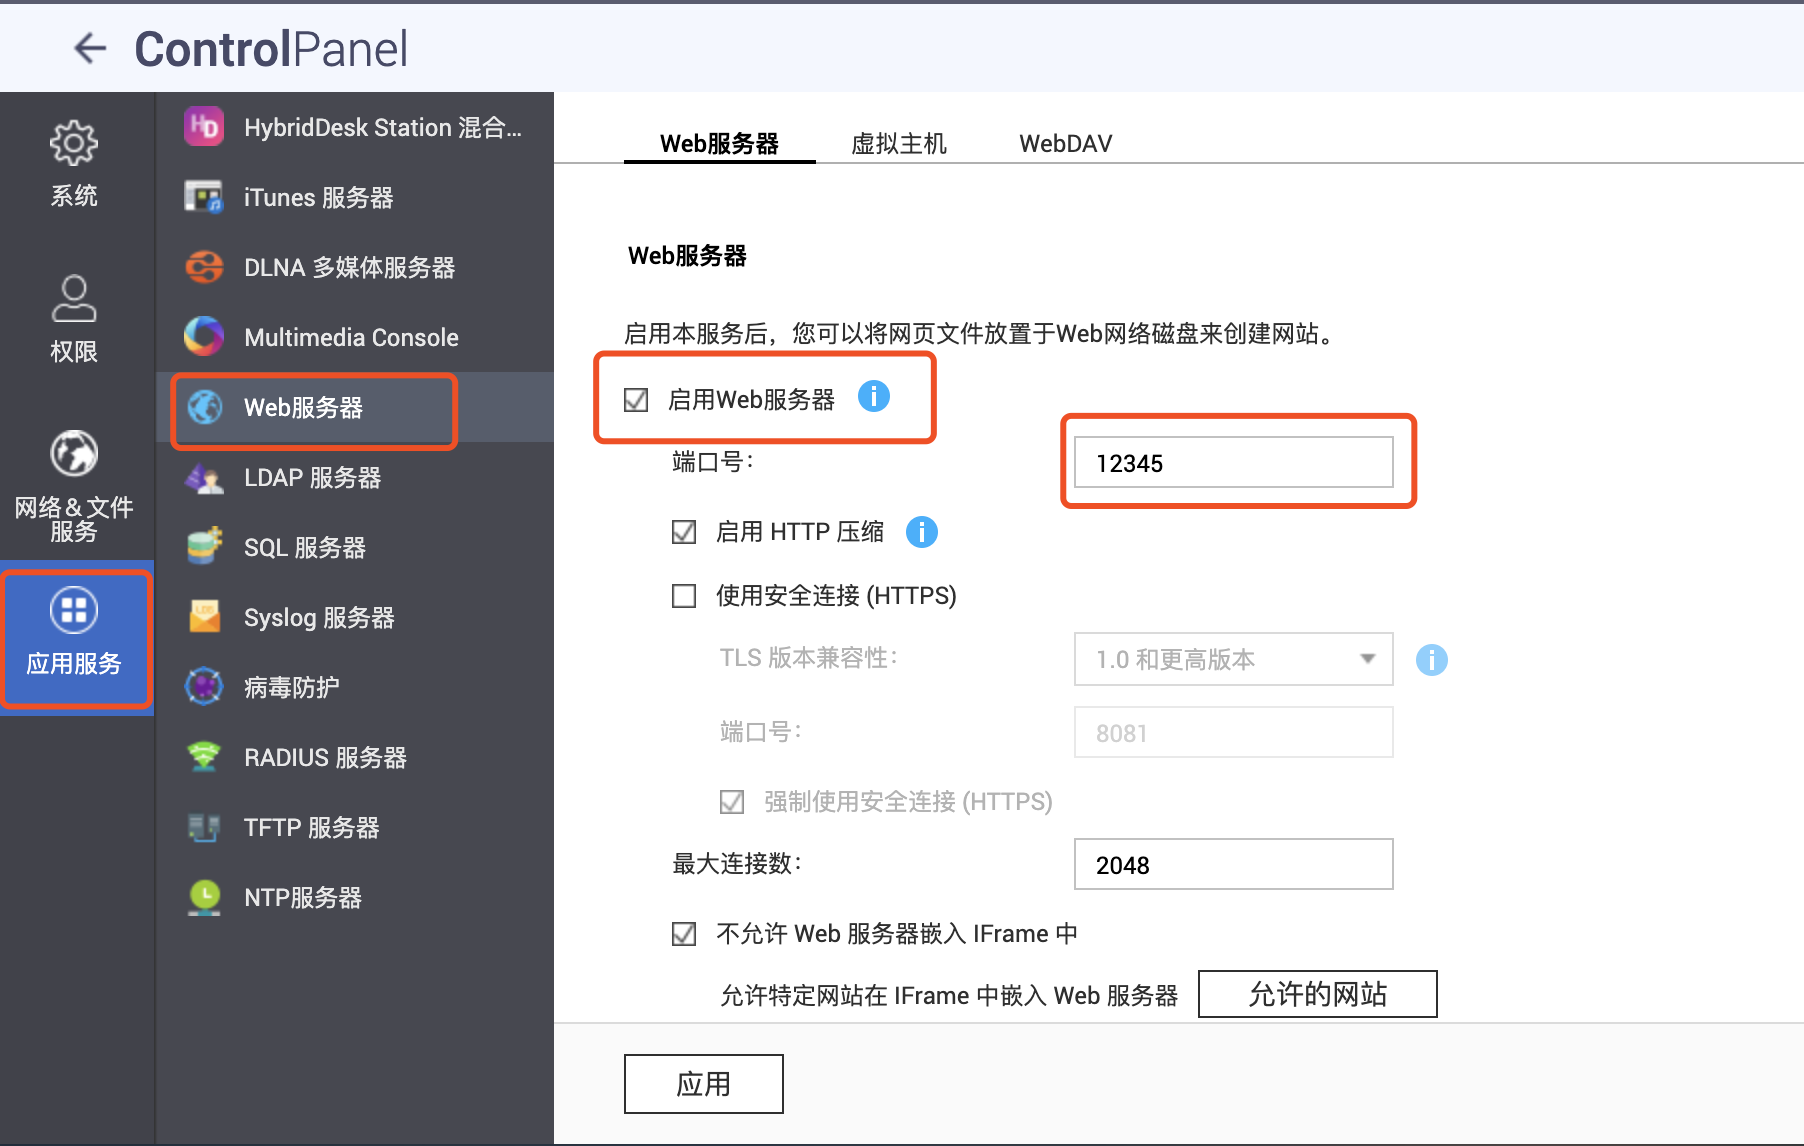 ControlPanel
系统
权限
网络＆文件
服务
应用服务
HD
HybridDesk Station 混合...
iTunes 服务器
DLNA 多媒体服务器
Multimedia Console
Web服务器
LDAP 服务器
SQL 服务器
LOG
Syslog 服务器
病毒防护
RADIUS 服务器
TFTP 服务器
NTP服务器
Web服务器
虚拟主机
WebDAV
Web服务器
启用本服务后，您可以将网页文件放置于Web网络磁盘来创建网站。
启用Web服务器
端口号：
12345
启用 HTTP 压缩
使用安全连接 (HTTPS)
TLS 版本兼容性：
1.0 和更高版本
端口号：
8081
强制使用安全连接 (HTTPS)
最大连接数：
2048
不允许 Web 服务器嵌入 IFrame 中
允许特定网站在 IFrame 中嵌入 Web 服务器
允许的网站
应用